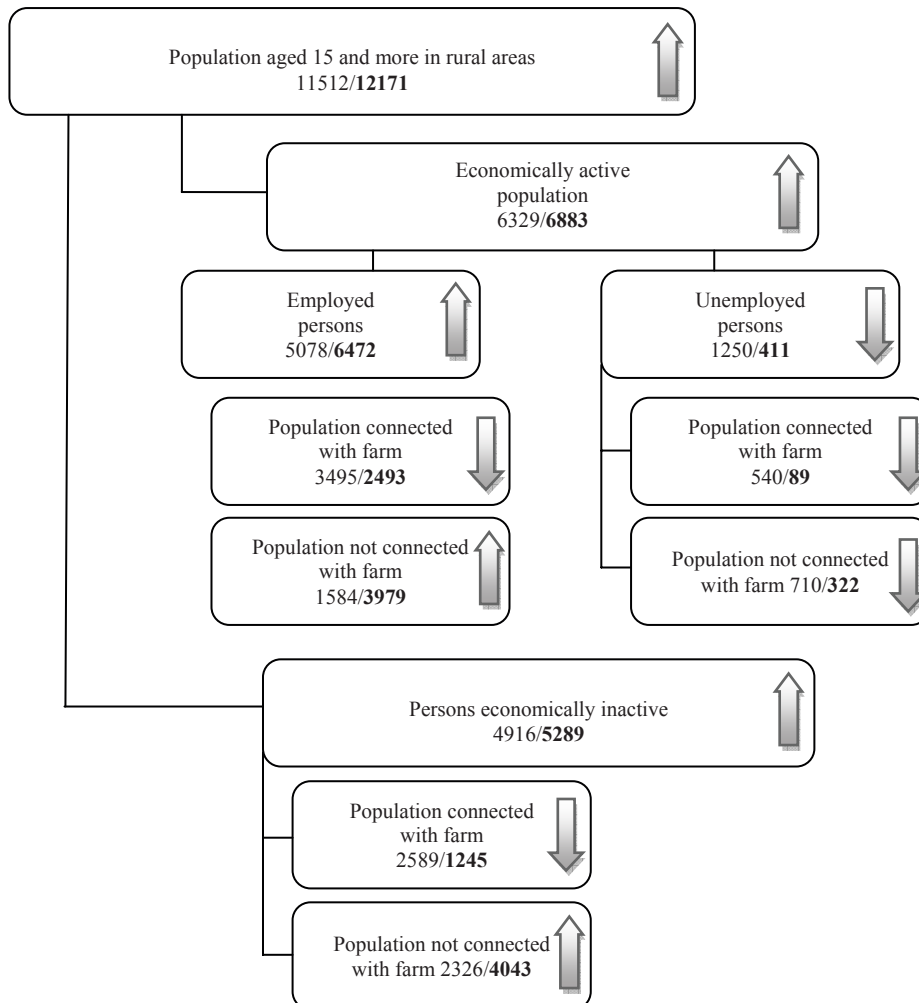 Population aged 15 and more in rural areas
11512/12171
Economically active
population
6329/6883
Employed
persons
5078/6472
Unemployed
persons
1250/411
Population connected
with farm
3495/2493
Population connected
with farm
540/89
Population not connected
with farm
1584/3979
Population not connected
with farm 710/322
Persons economically inactive
4916/5289
Population connected
with farm
2589/1245
Population not connected
with farm 2326/4043